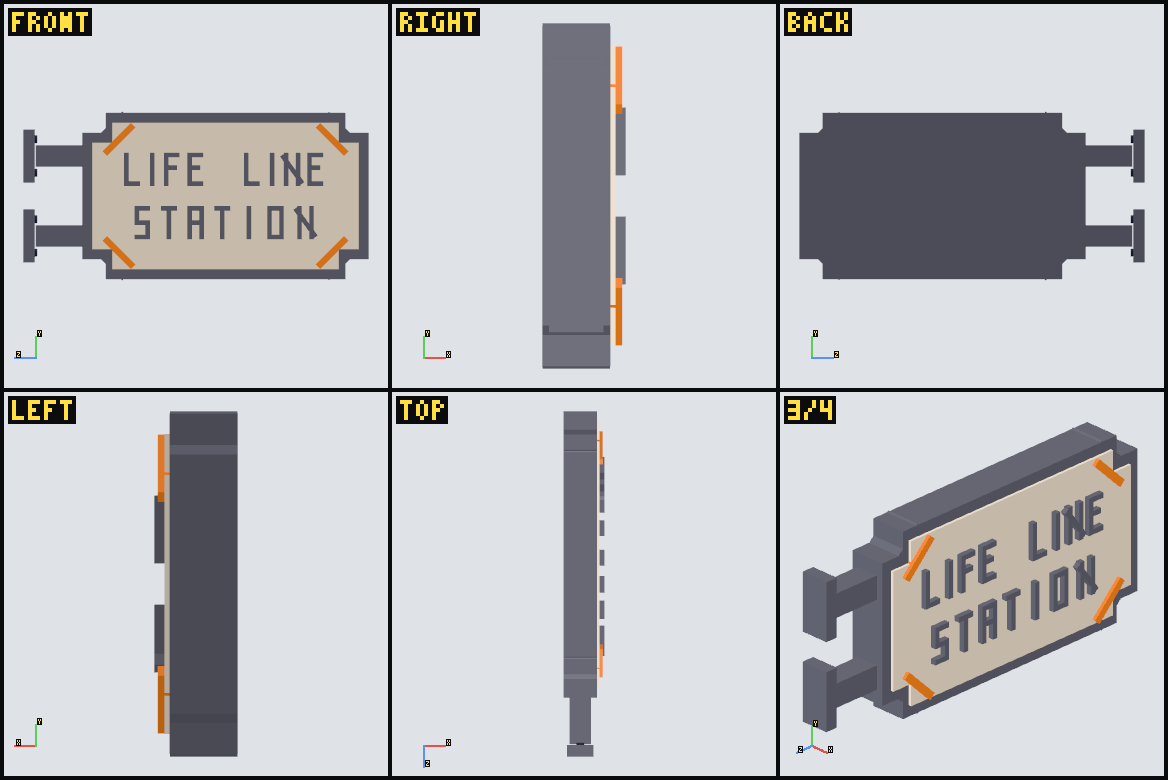 FRONT
RIGHT
BACK
LIFE LINE
STATION
Y
Z
Y
X
Y
Z
LEFT
TOP
3/4
LIFE LINE
STATION
Y
X
X
Z
Y
Z
X